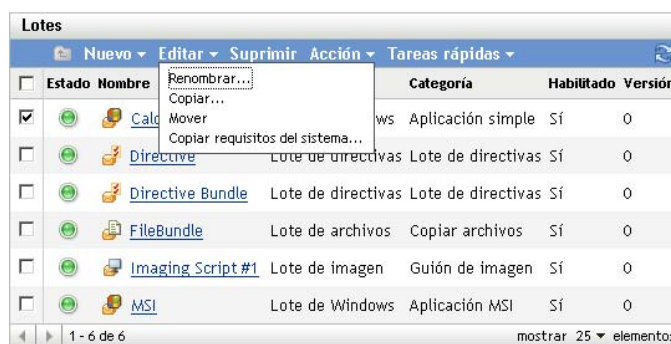 Lotes
Nuevo Editar Suprimir Acción Tareas rápidas
Estado Nombre Categoría Habilitado Versión
Renombrar...
Copiar...
Mover
Copiar requisitos del sistema...
ws Aplicación simple Sí 0
Directive Lote de directivas Lote de directivas Sí 0
Directive Bundle Lote de directivas Lote de directivas Sí 0
FileBundle Lote de archivos Copiar archivos Sí 0
Imaging Script #1 Lote de imagen Guión de imagen Sí 0
MSI Lote de Windows Aplicación MSI Sí 0
1 - 6 de 6 mostrar 25 elementos